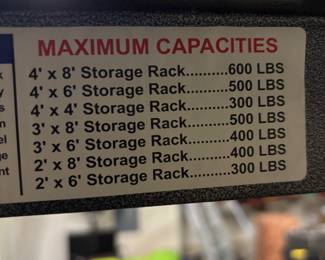 MAXIMUM CAPACITIES
4' x 8' Storage Rack..........600 LBS
4' x 6' Storage Rack..........500 LBS
4' x 4' Storage Rack..........300 LBS
3' x 8' Storage Rack..........500 LBS
3' x 6' Storage Rack..........400 LBS
2' x 8' Storage Rack..........400 LBS
2' x 6' Storage Rack..........300 LBS